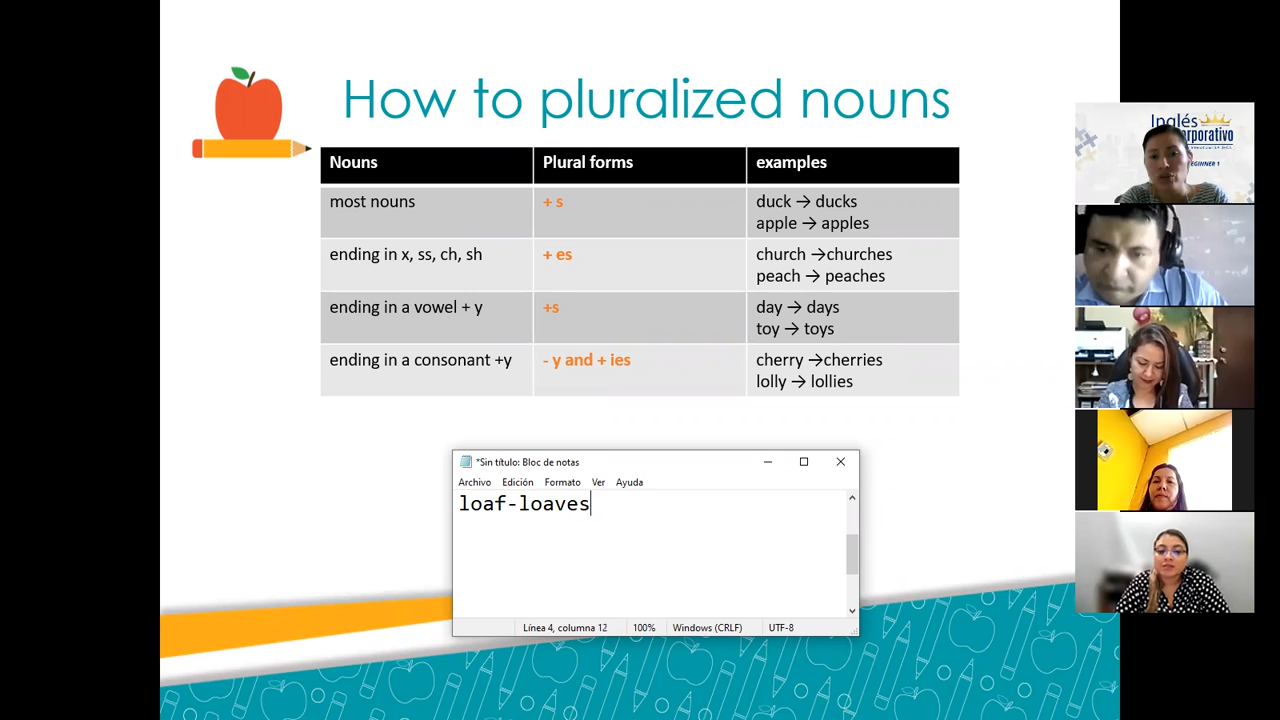 How to pluralized nouns
Nouns Plural forms examples
most nouns + s duck → ducks
apple → apples
ending in x, ss, ch, sh + es church →churches
peach → peaches
ending in a vowel + y +s day → days
toy → toys
ending in a consonant +y - y and + ies cherry →cherries
lolly → lollies
*Sin título: Bloc de notas
Archivo Edición Formato Ver Ayuda
loaf-loaves
Línea 4, columna 12 100% Windows (CRLF) UTF-8
Inglés